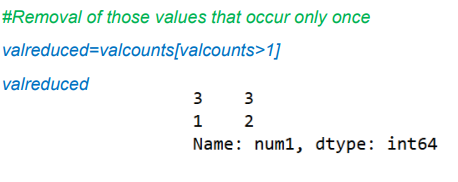 #Removal of those values that occur only once
valreduced=valcounts[valcounts>1]
valreduced
3    3
1    2
Name: num1, dtype: int64